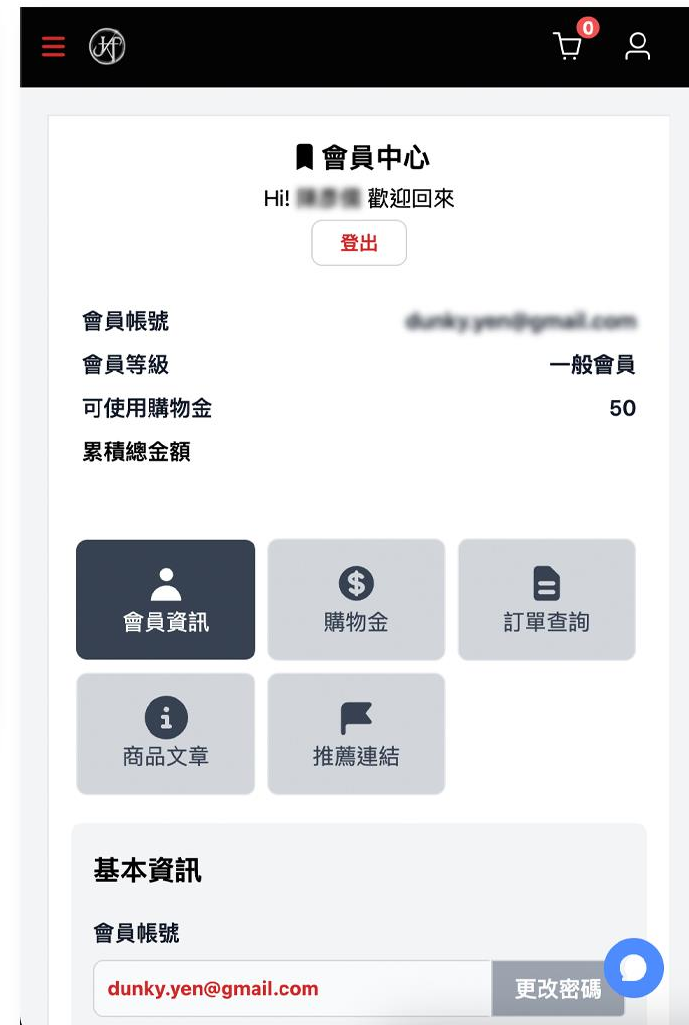 0
會員中心
Hi! 歡迎回來
登出
會員帳號
會員等級 一般會員
可使用購物金 50
累積總金額
會員資訊
購物金
訂單查詢
商品文章
推薦連結
基本資訊
會員帳號
dunky.yen@gmail.com 更改密碼